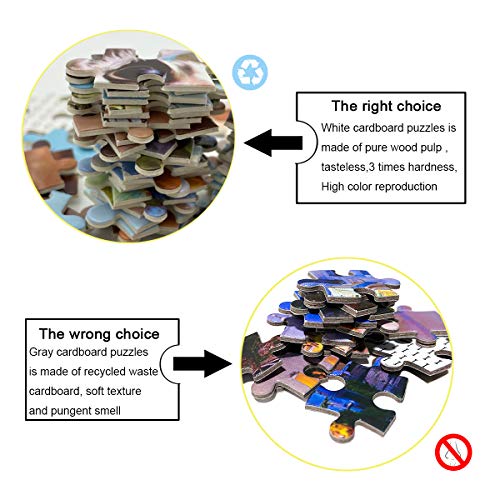 The right choice
White cardboard puzzles is
made of pure wood pulp ,
tasteless,3 times hardness,
High color reproduction
The wrong choice
Gray cardboard puzzles
is made of recycled waste
cardboard, soft texture
and pungent smell